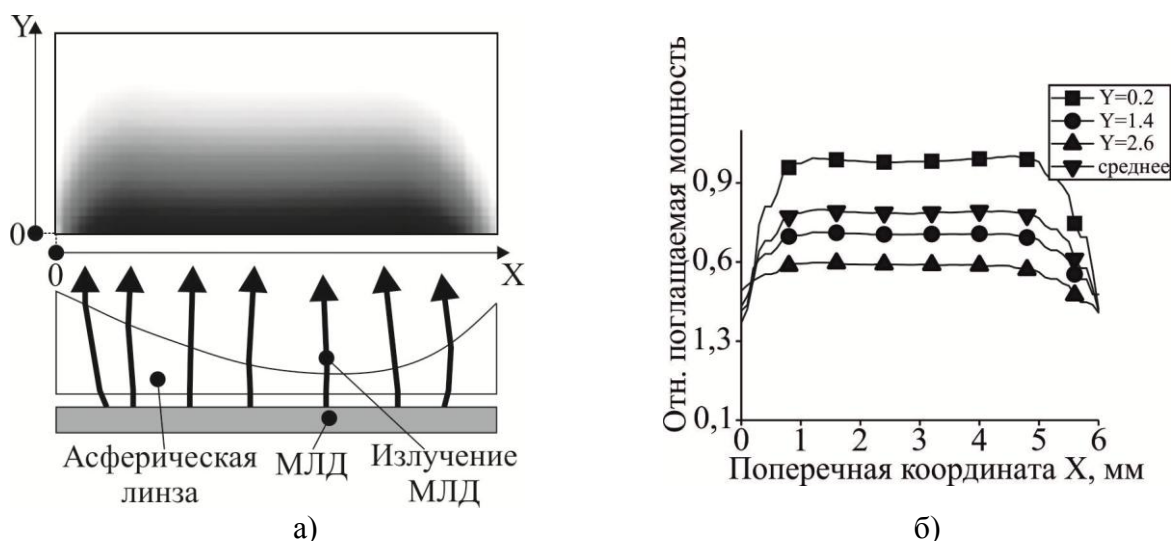 Y
0
0
X
Асферическая
линза
МЛД
Излучение
МЛД
а)
Отн. поглащаемая мощность
0,9
0,6
1,3
0,1
0 1 2 3 4 5 6
Поперечная координата X, мм
Y=0.2
Y=1.4
Y=2.6
среднее
б)